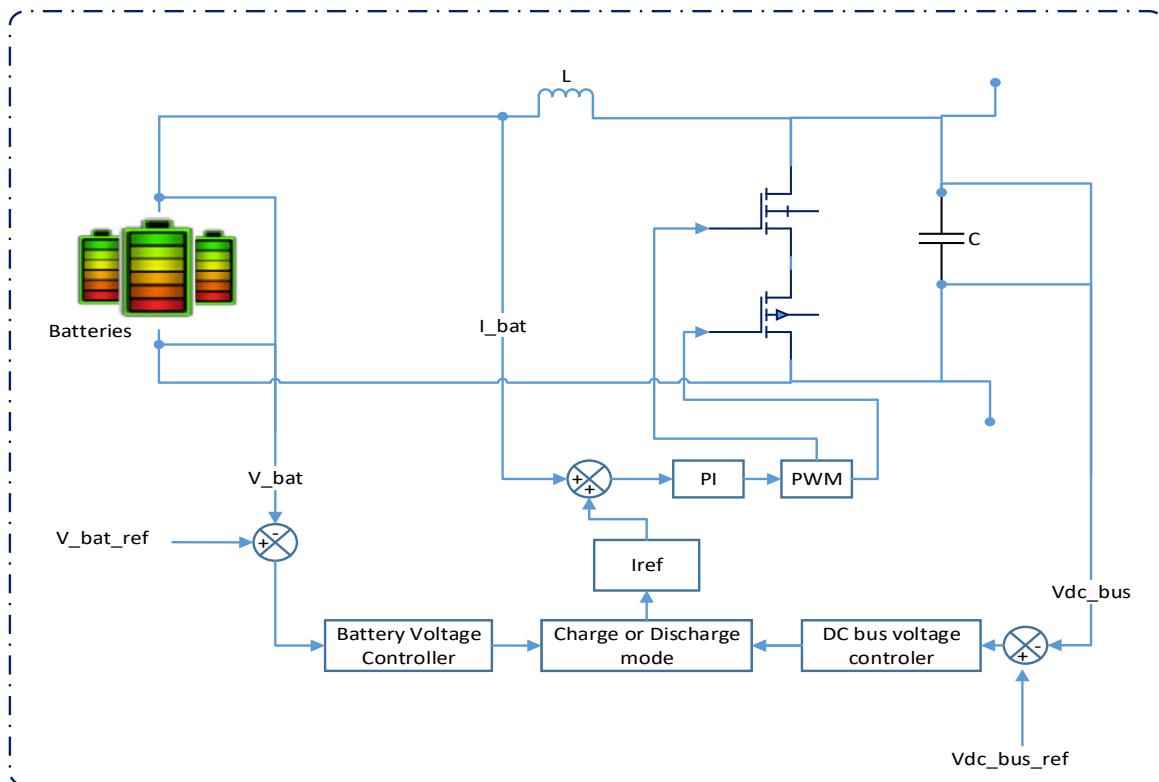 L
C
Batteries
I_bat
+
+
PI
PWM
V_bat
V_bat_ref
-
+
Iref
Vdc_bus
Battery Voltage
Controller
Charge or Discharge
mode
DC bus voltage
controler
-
+
Vdc_bus_ref